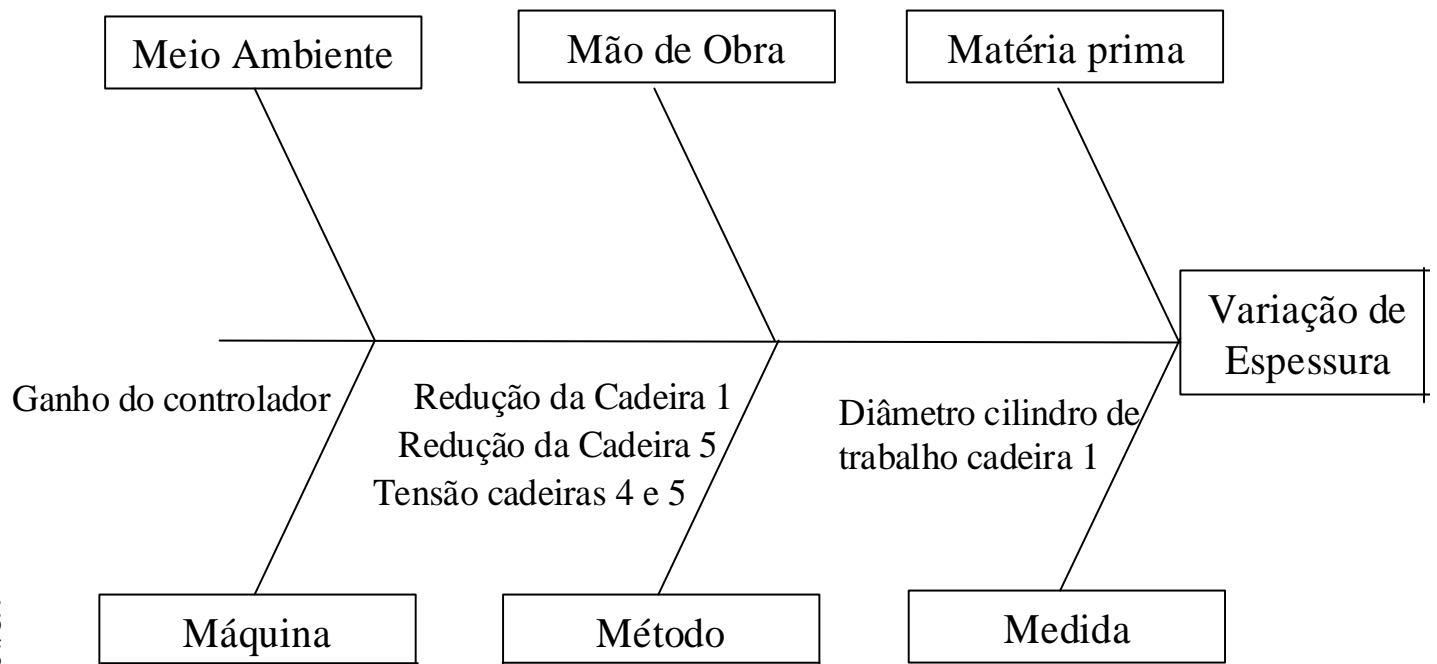 Meio Ambiente
Mão de Obra
Matéria prima
Variação de
Espessura
Ganho do controlador
Redução da Cadeira 1
Redução da Cadeira 5
Tensão cadeiras 4 e 5
Diâmetro cilindro de
trabalho cadeira 1
Máquina
Método
Medida